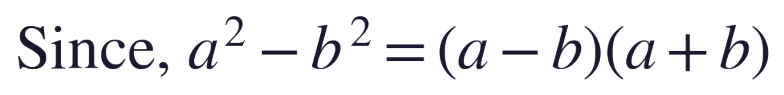 Since, a² − b² = (a − b)(a + b)